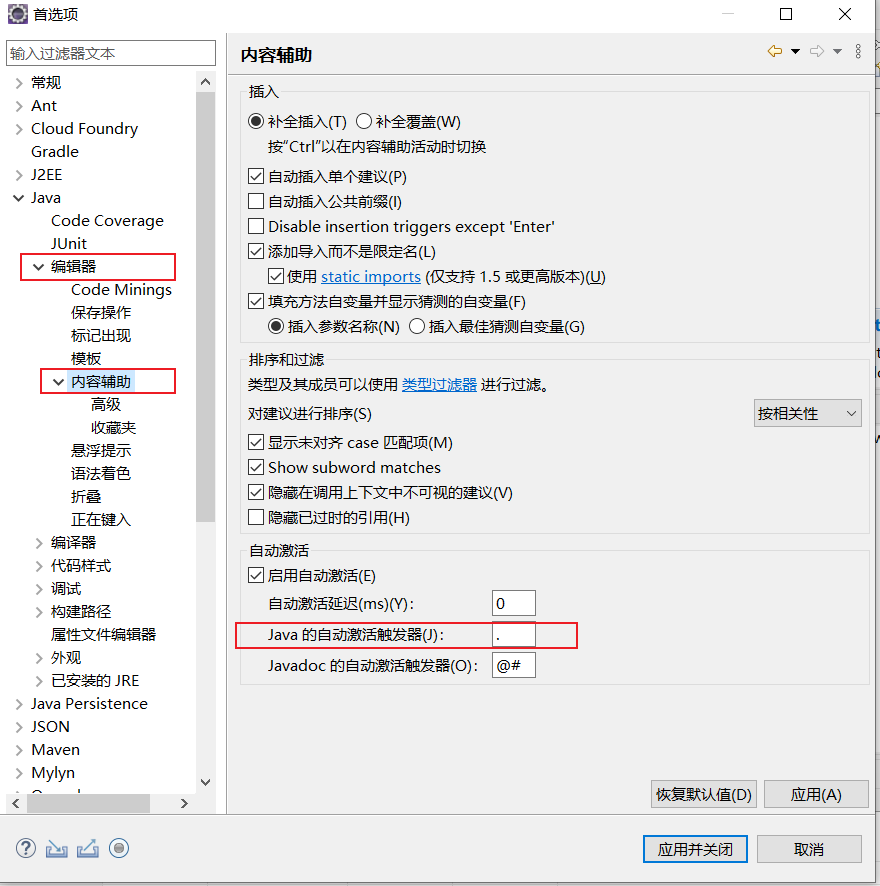 首选项
输入过滤器文本
常规
Ant
Cloud Foundry
Gradle
J2EE
Java
Code Coverage
JUnit
编辑器
Code Minings
保存操作
标记出现
模板
内容辅助
高级
收藏夹
悬浮提示
语法着色
折叠
正在键入
编译器
代码样式
调试
构建路径
属性文件编辑器
外观
已安装的 JRE
Java Persistence
JSON
Maven
Mylyn
内容辅助
插入
补全插入(T) 补全覆盖(W)
按“Ctrl”以在内容辅助活动时切换
自动插入单个建议(P)
自动插入公共前缀(I)
Disable insertion triggers except 'Enter'
添加导入而不是限定名(L)
使用 static imports (仅支持 1.5 或更高版本)(U)
填充方法自变量并显示猜测的自变量(F)
插入参数名称(N) 插入最佳猜测自变量(G)
排序和过滤
类型及其成员可以使用 类型过滤器 进行过滤。
对建议进行排序(S) 按相关性
显示未对齐 case 匹配项(M)
Show subword matches
隐藏在调用上下文中不可视的建议(V)
隐藏已过时的引用(H)
自动激活
启用自动激活(E)
自动激活延迟(ms)(Y): 0
Java 的自动激活触发器(J): .
Javadoc 的自动激活触发器(O): @#
恢复默认值(D) 应用(A)
应用并关闭 取消